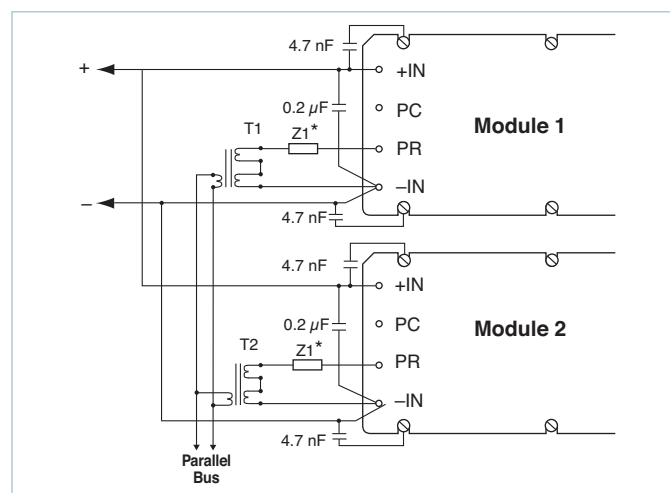 4.7 nF
+
+IN
0.2 µF
PC
T1
Z1*
Module 1
PR
–IN
–
4.7 nF
4.7 nF
+IN
0.2 µF
PC
Module 2
T2
Z1*
PR
–IN
4.7 nF
Parallel
Bus